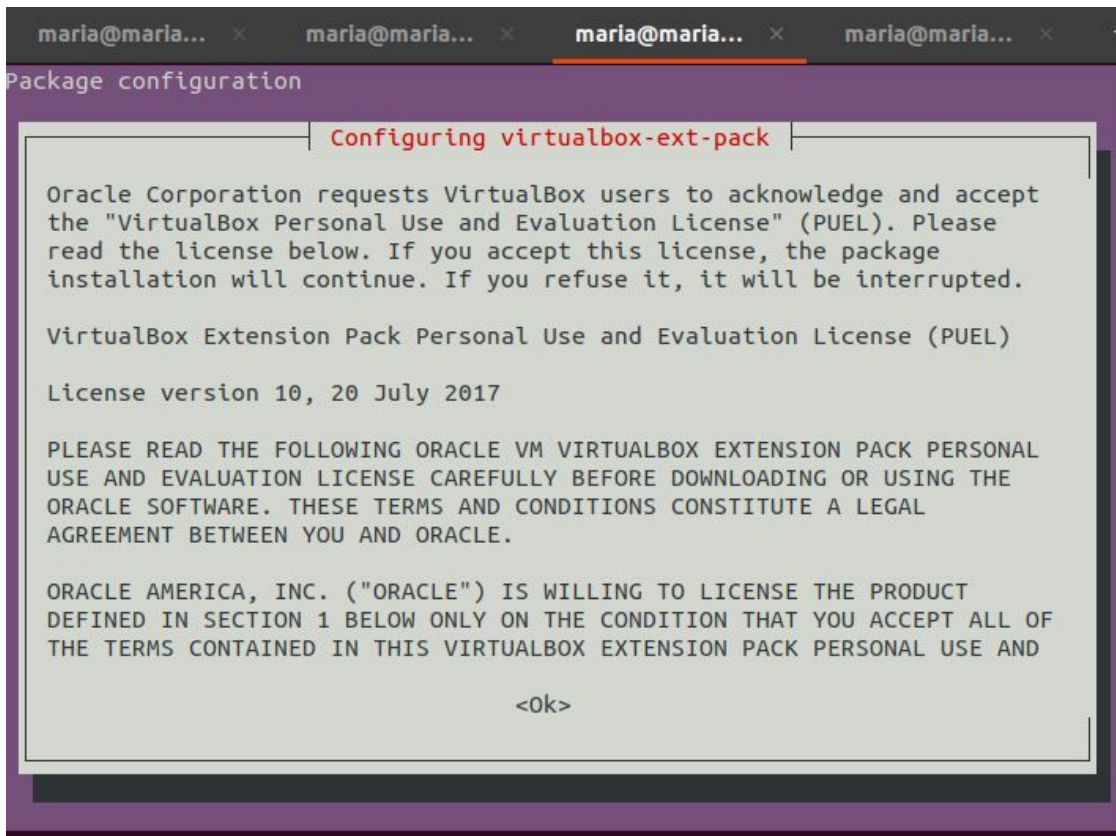 maria@maria... × maria@maria... × maria@maria... × maria@maria... ×
Package configuration
Configuring virtualbox-ext-pack
Oracle Corporation requests VirtualBox users to acknowledge and accept
the "VirtualBox Personal Use and Evaluation License" (PUEL). Please
read the license below. If you accept this license, the package
installation will continue. If you refuse it, it will be interrupted.
VirtualBox Extension Pack Personal Use and Evaluation License (PUEL)
License version 10, 20 July 2017
PLEASE READ THE FOLLOWING ORACLE VM VIRTUALBOX EXTENSION PACK PERSONAL
USE AND EVALUATION LICENSE CAREFULLY BEFORE DOWNLOADING OR USING THE
ORACLE SOFTWARE. THESE TERMS AND CONDITIONS CONSTITUTE A LEGAL
AGREEMENT BETWEEN YOU AND ORACLE.
ORACLE AMERICA, INC. ("ORACLE") IS WILLING TO LICENSE THE PRODUCT
DEFINED IN SECTION 1 BELOW ONLY ON THE CONDITION THAT YOU ACCEPT ALL OF
THE TERMS CONTAINED IN THIS VIRTUALBOX EXTENSION PACK PERSONAL USE AND
<Ok>